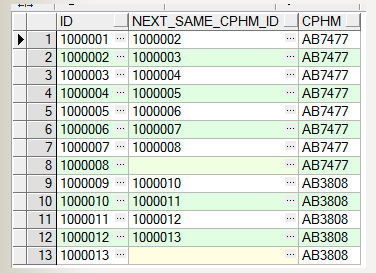 ID NEXT_SAME_CPHM_ID CPHM
1 1000001 1000002 AB7477
2 1000002 1000003 AB7477
3 1000003 1000004 AB7477
4 1000004 1000005 AB7477
5 1000005 1000006 AB7477
6 1000006 1000007 AB7477
7 1000007 1000008 AB7477
8 1000008 AB7477
9 1000009 1000010 AB3808
10 1000010 1000011 AB3808
11 1000011 1000012 AB3808
12 1000012 1000013 AB3808
13 1000013 AB3808